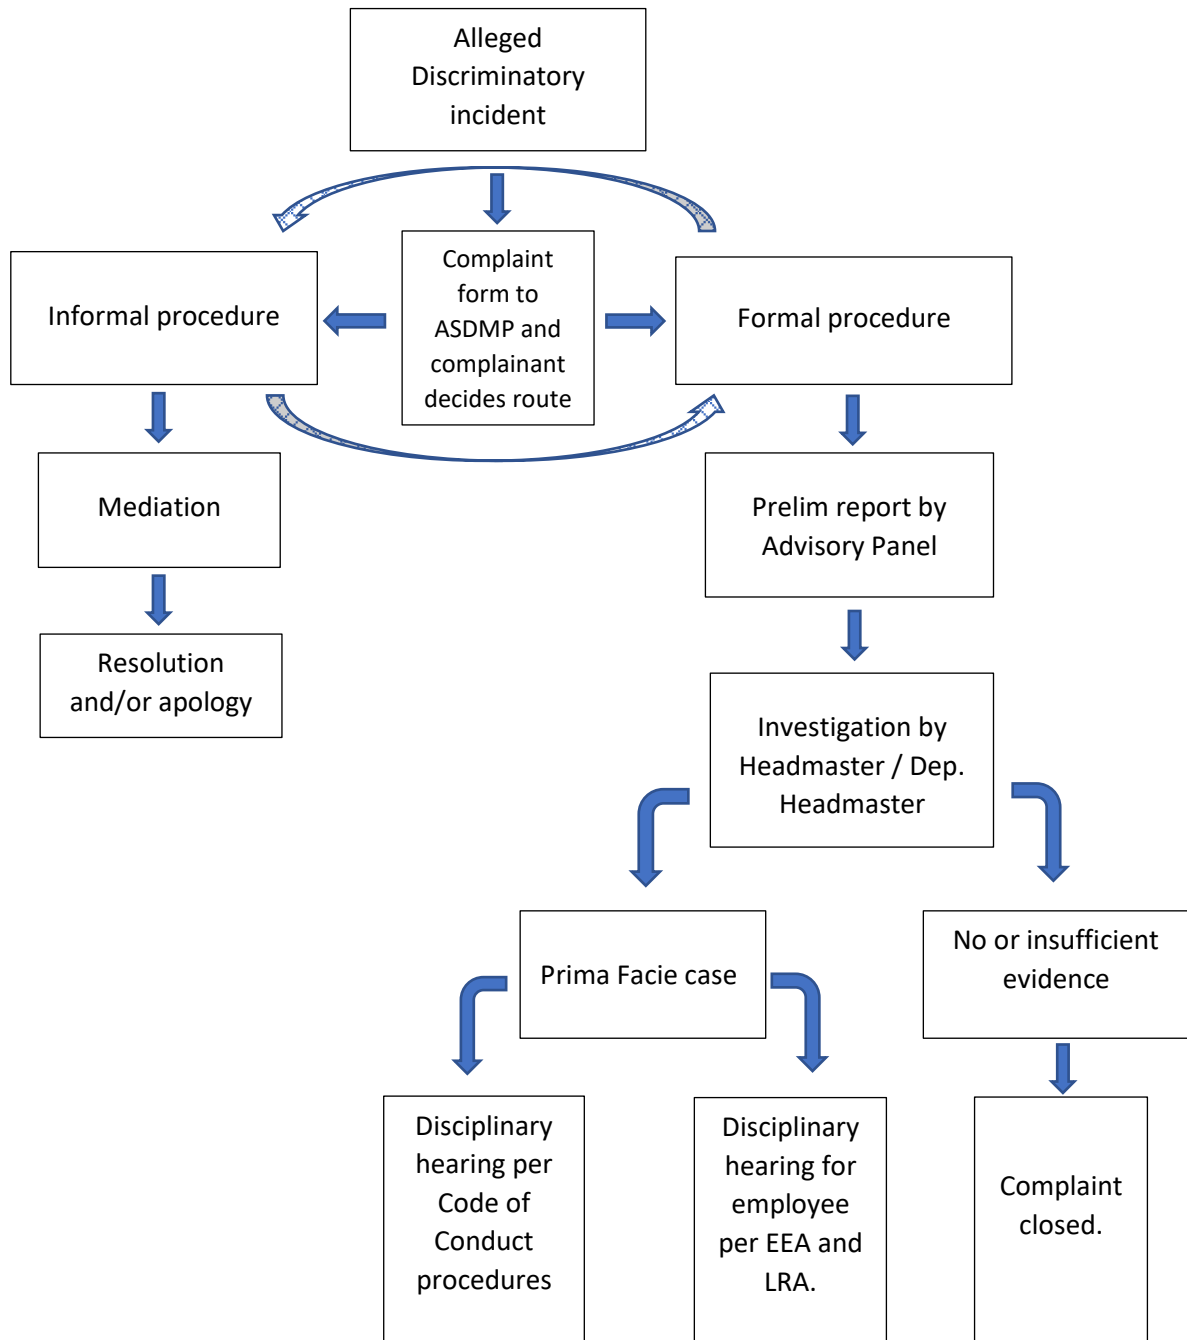 Alleged
Discriminatory
incident
Informal procedure
Complaint
form to
ASDMP and
complainant
decides route
Formal procedure
Mediation
Prelim report by
Advisory Panel
Resolution
and/or apology
Investigation by
Headmaster / Dep.
Headmaster
Prima Facie case
No or insufficient
evidence
Disciplinary
hearing per
Code of
Conduct
procedures
Disciplinary
hearing for
employee
per EEA and
LRA.
Complaint
closed.